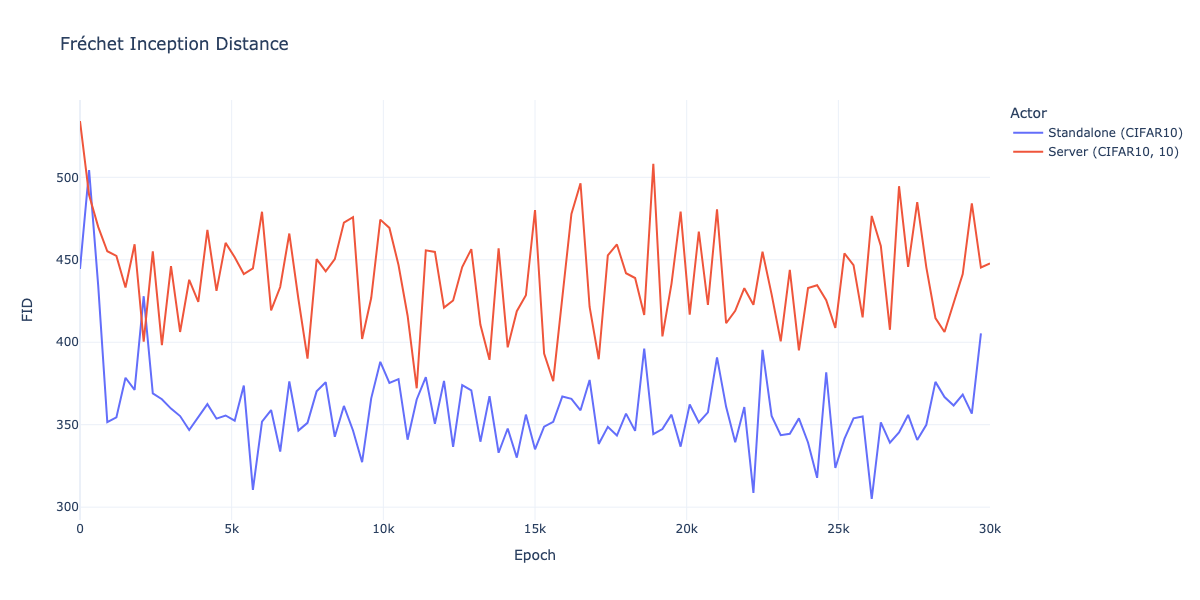 Fréchet Inception Distance
Actor
Standalone (CIFAR10)
Server (CIFAR10, 10)
FID
500
450
400
350
300
0
5k
10k
15k
20k
25k
30k
Epoch